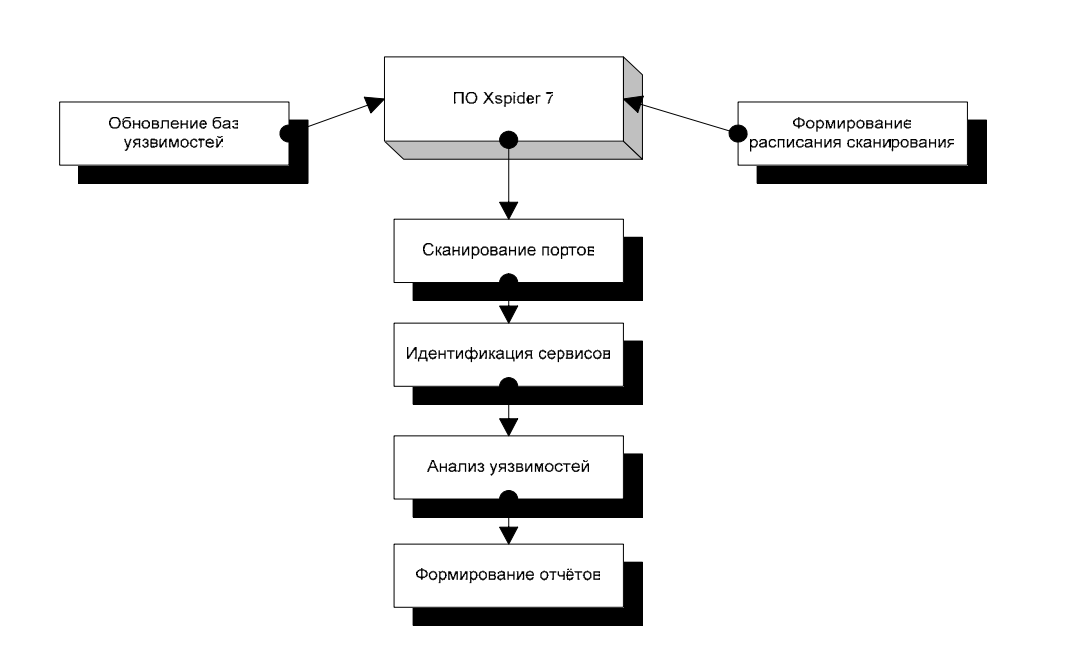 ПО Xspider 7
Обновление баз
уязвимостей
Формирование
расписания сканирования
Сканирование портов
Идентификация сервисов
Анализ уязвимостей
Формирование отчётов